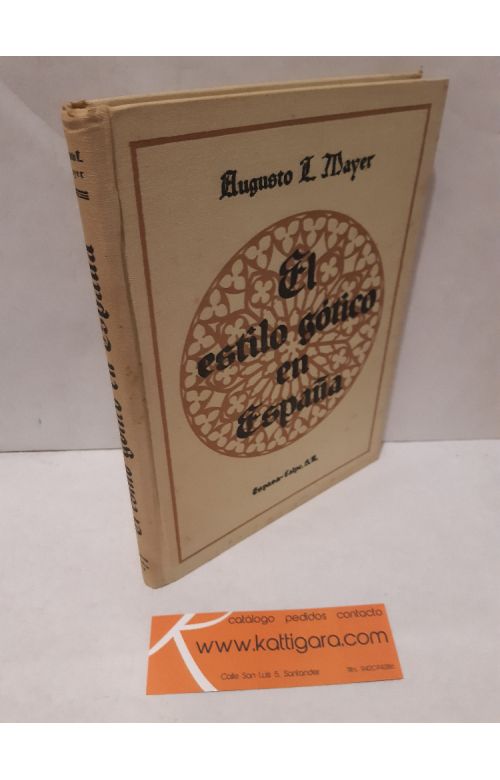 Augusto L. Mayer
El
estilo gótico
en
España
Espasa-Calpe, S.A.
El estilo gótico en España
catálogo pedidos contacto
www.kattigara.com
Calle San Luis 5, Santander